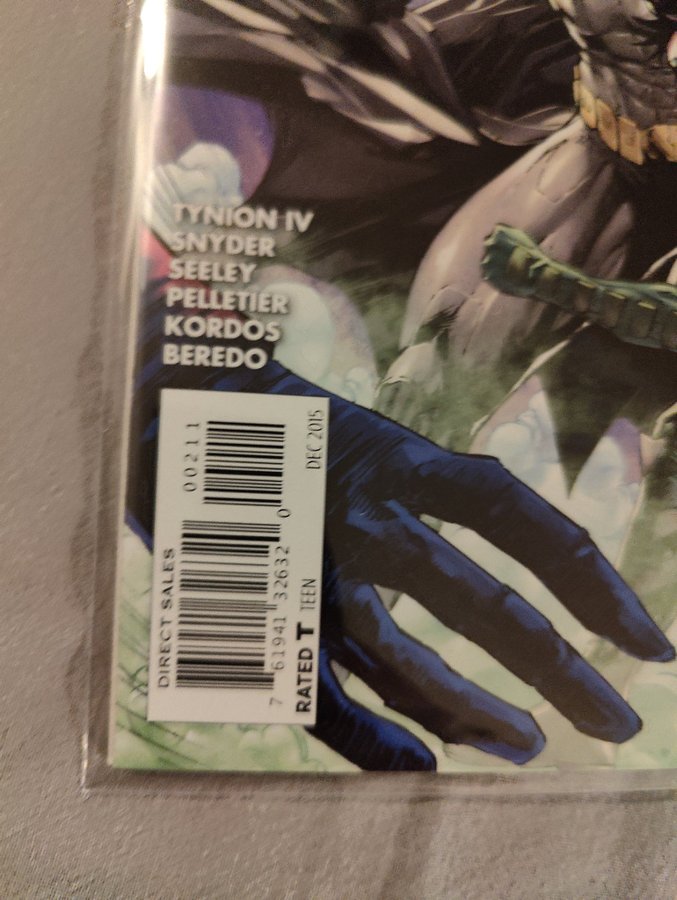 TYNION IV
SNYDER
SEELEY
PELLETIER
KORDOS
BEREDO
00211
DEC 2015
DIRECT SALES
7 61941 32632 0
RATED T TEEN